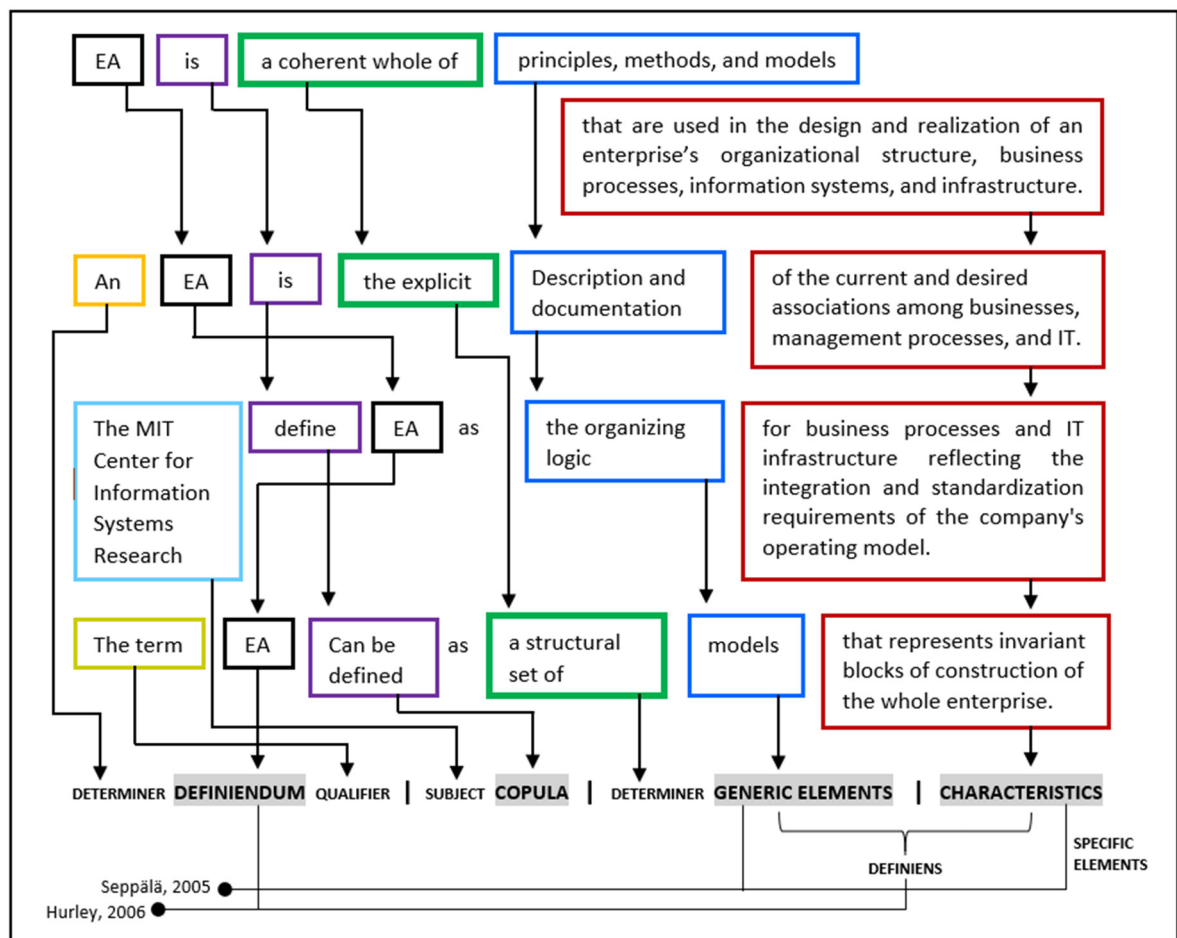 EA is a coherent whole of principles, methods, and models
that are used in the design and realization of an
enterprise’s organizational structure, business
processes, information systems, and infrastructure.
An EA is the explicit
Description and
documentation
of the current and desired
associations among businesses,
management processes, and IT.
The MIT
Center for
Information
Systems
Research
define EA as
the organizing
logic
for business processes and IT
infrastructure reflecting the
integration and standardization
requirements of the company's
operating model.
The term EA
Can be
defined
as
a structural
set of
models
that represents invariant
blocks of construction of
the whole enterprise.
DETERMINER DEFINIENDUM QUALIFIER | SUBJECT COPULA | DETERMINER GENERIC ELEMENTS | CHARACTERISTICS
SPECIFIC
ELEMENTS
DEFINIENS
Seppälä, 2005
Hurley, 2006